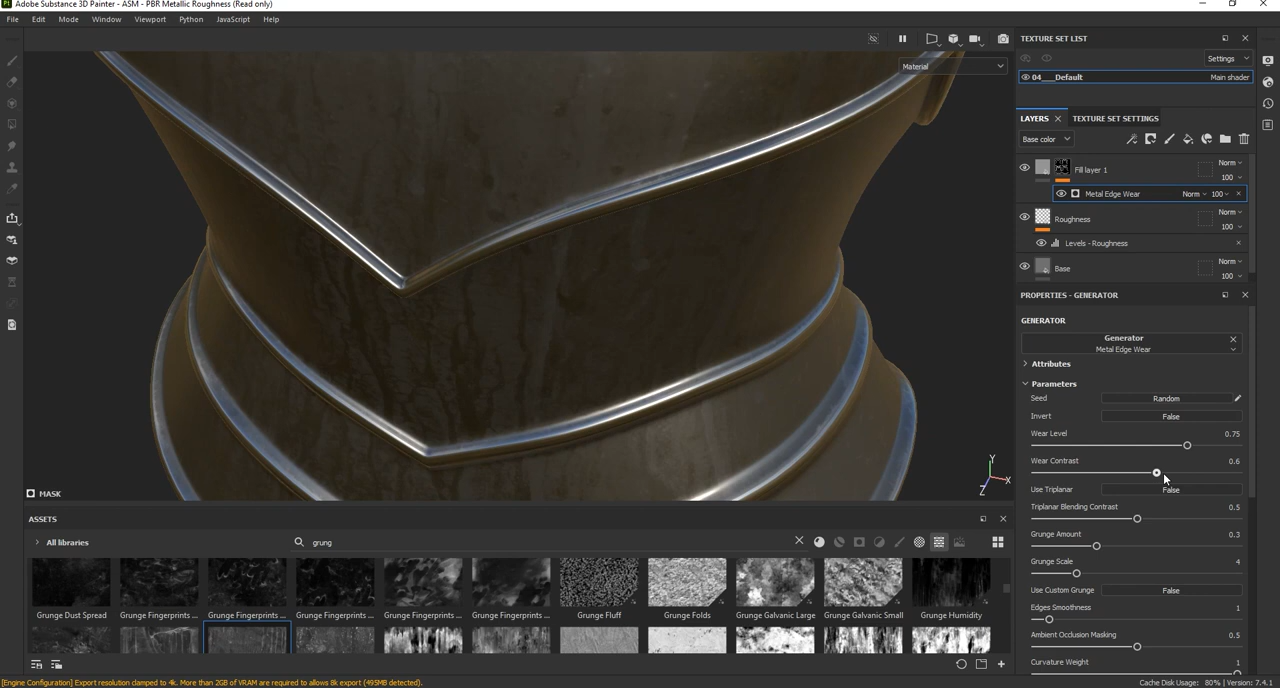 Pt Adobe Substance 3D Painter - ASM - PBR Metallic Roughness (Read only)
File Edit Mode Window Viewport Python JavaScript Help
Material
TEXTURE SET LIST
Settings
04___Default Main shader
LAYERS TEXTURE SET SETTINGS
Base color
Fill layer 1 Norm
100
Metal Edge Wear Norm 100
Roughness Norm
100
Levels - Roughness
Base Norm
100
PROPERTIES - GENERATOR
GENERATOR
Generator
Metal Edge Wear
Attributes
Parameters
Seed Random
Invert False
Wear Level 0.75
Wear Contrast 0.6
Use Triplanar False
Triplanar Blending Contrast 0.5
Grunge Amount 0.3
Grunge Scale 4
Use Custom Grunge False
Edges Smoothness 1
Ambient Occlusion Masking 0.5
Curvature Weight 1
Y
Z X
MASK
ASSETS
All libraries grung
Grunge Dust Spread Grunge Fingerprints ... Grunge Fingerprints ... Grunge Fingerprints ... Grunge Fingerprints ... Grunge Fingerprints ... Grunge Fluff Grunge Folds Grunge Galvanic Large Grunge Galvanic Small Grunge Humidity
[Engine Configuration] Export resolution clamped to 4k. More than 2GB of VRAM are required to allows 8k export (495MB detected).
Cache Disk Usage: 80% | Version: 7.4.1